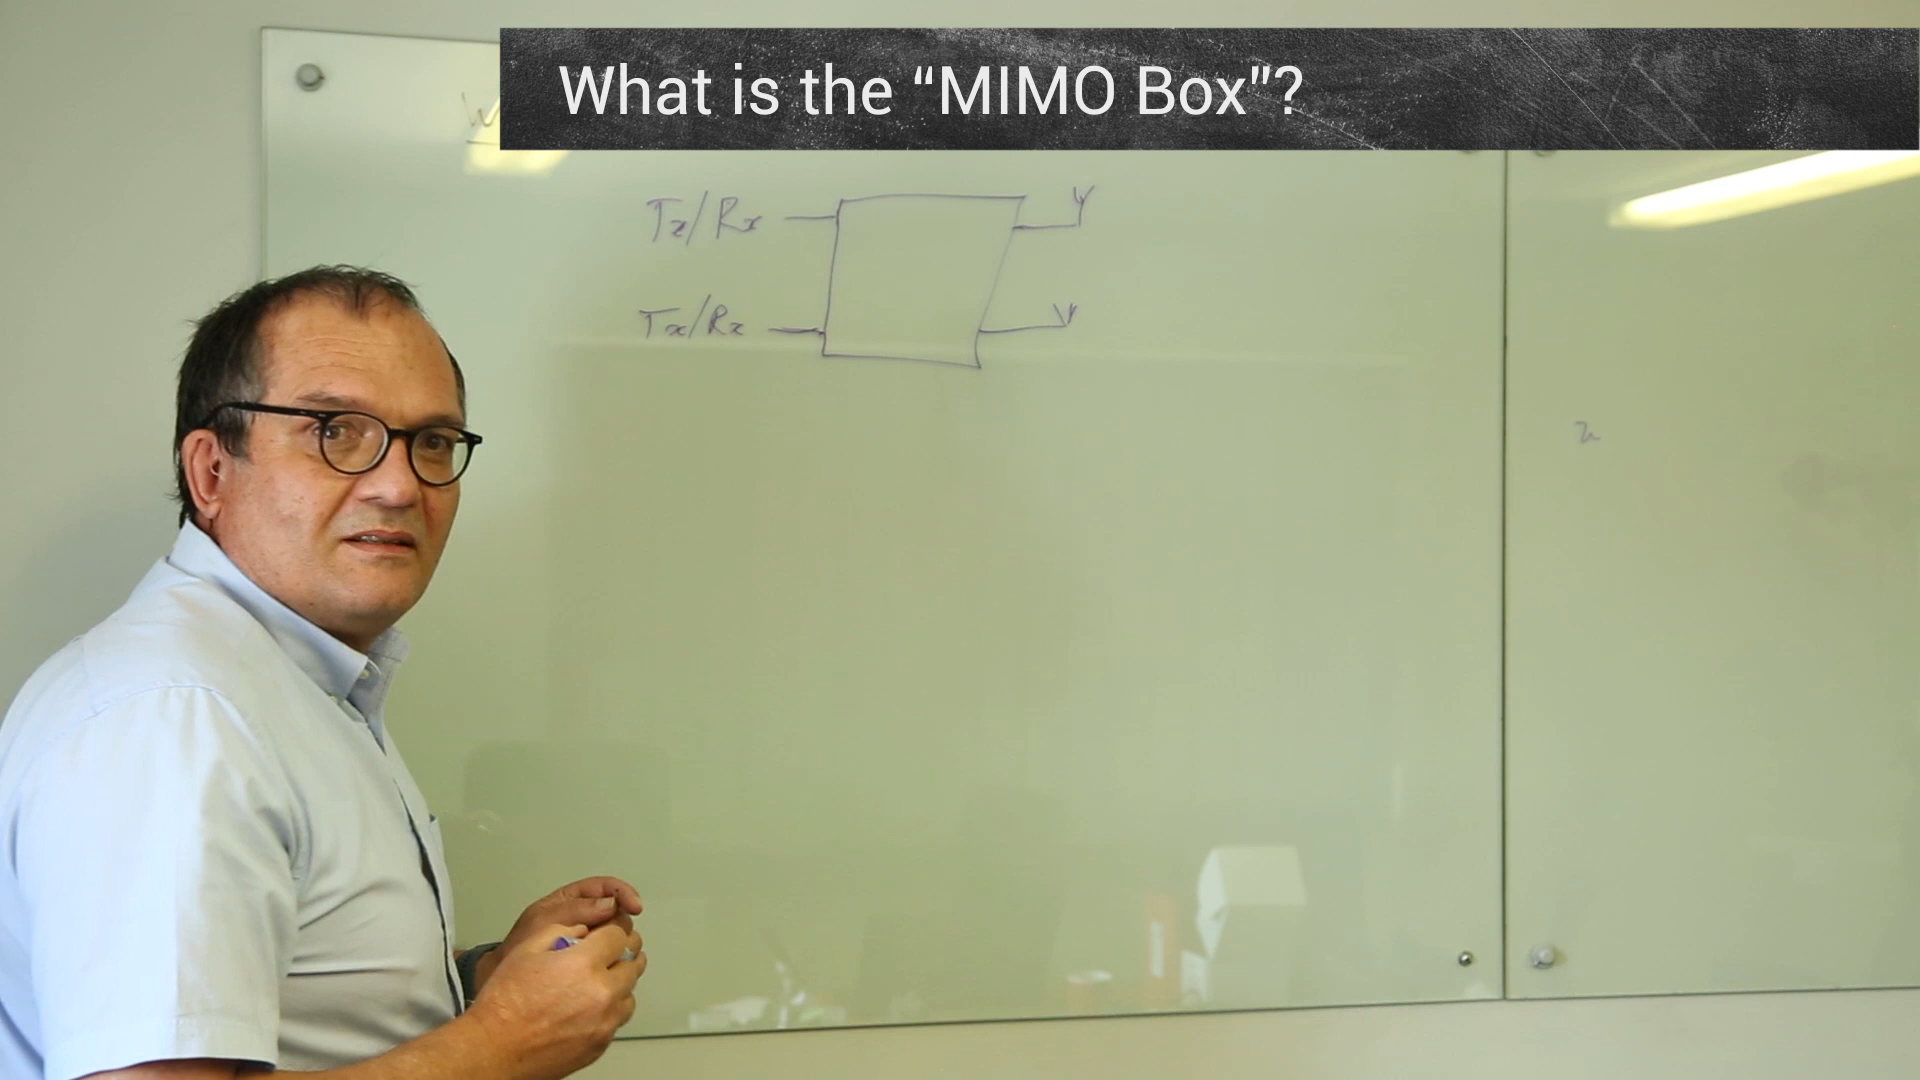 What is the “MIMO Box”?
Tx/Rx
Tx/Rx